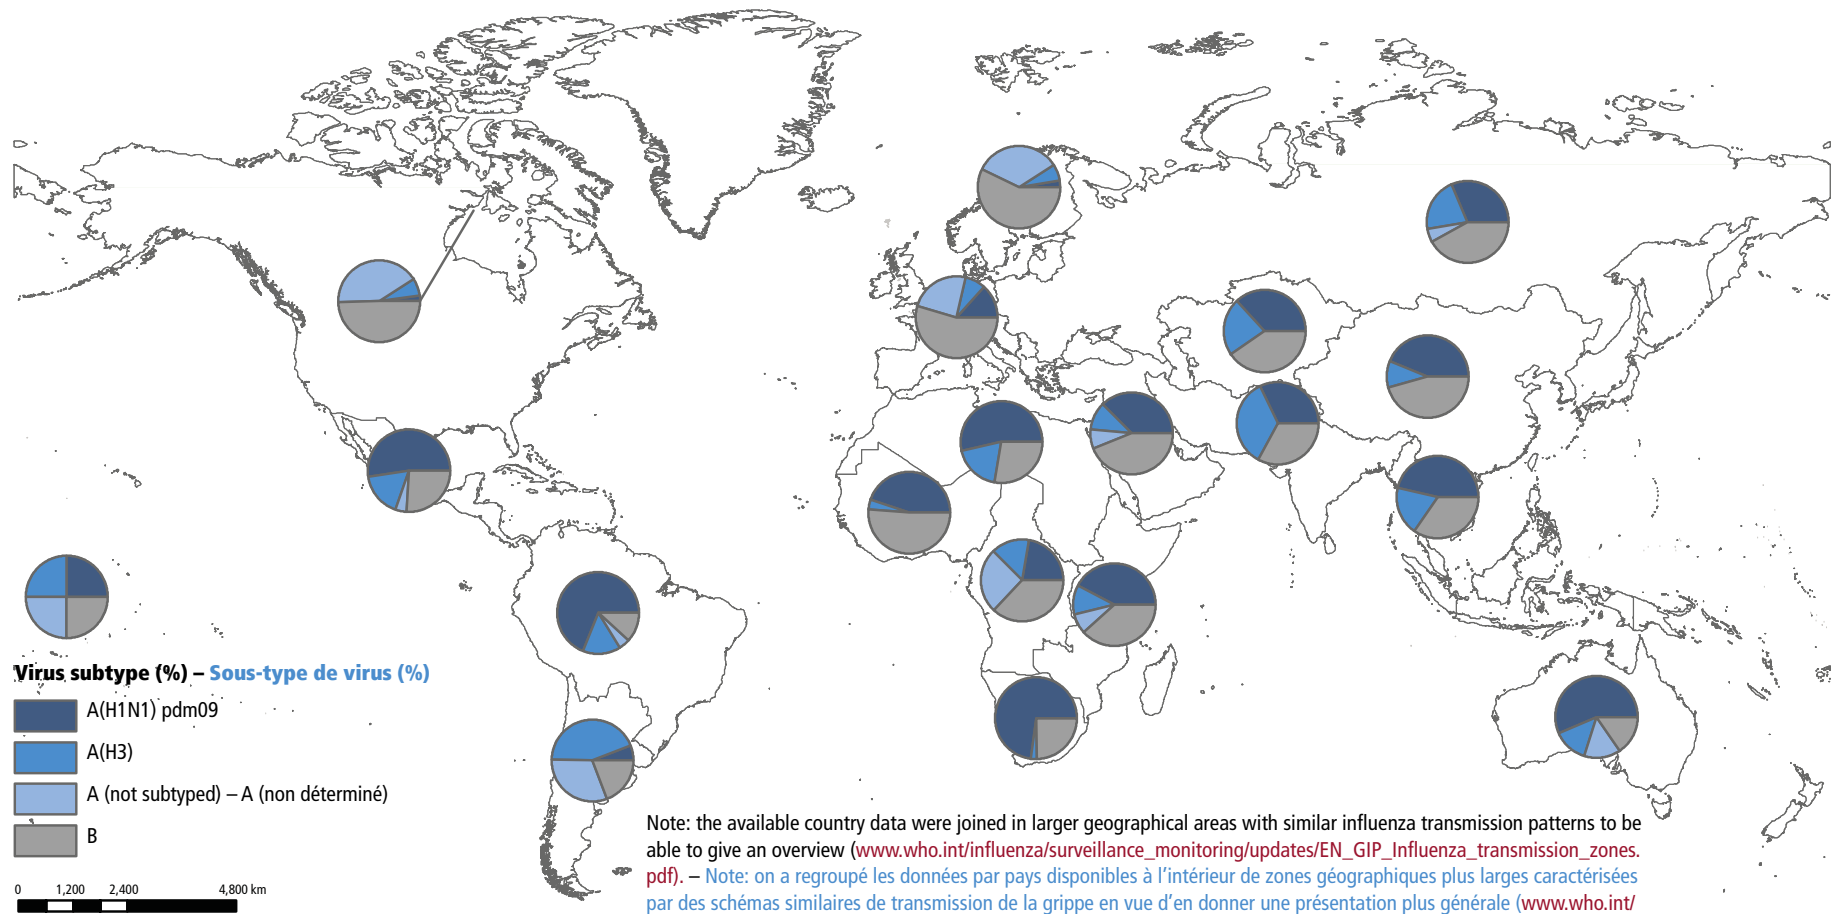 Virus subtype (%) – Sous-type de virus (%)
A(H1N1) pdm09
A(H3)
A (not subtyped) – A (non déterminé)
B
0 1,200 2,400 4,800 km
Note: the available country data were joined in larger geographical areas with similar influenza transmission patterns to be
able to give an overview (www.who.int/influenza/surveillance_monitoring/updates/EN_GIP_Influenza_transmission_zones.
pdf). – Note: on a regroupé les données par pays disponibles à l’intérieur de zones géographiques plus larges caractérisées
par des schémas similaires de transmission de la grippe en vue d’en donner une présentation plus générale (www.who.int/